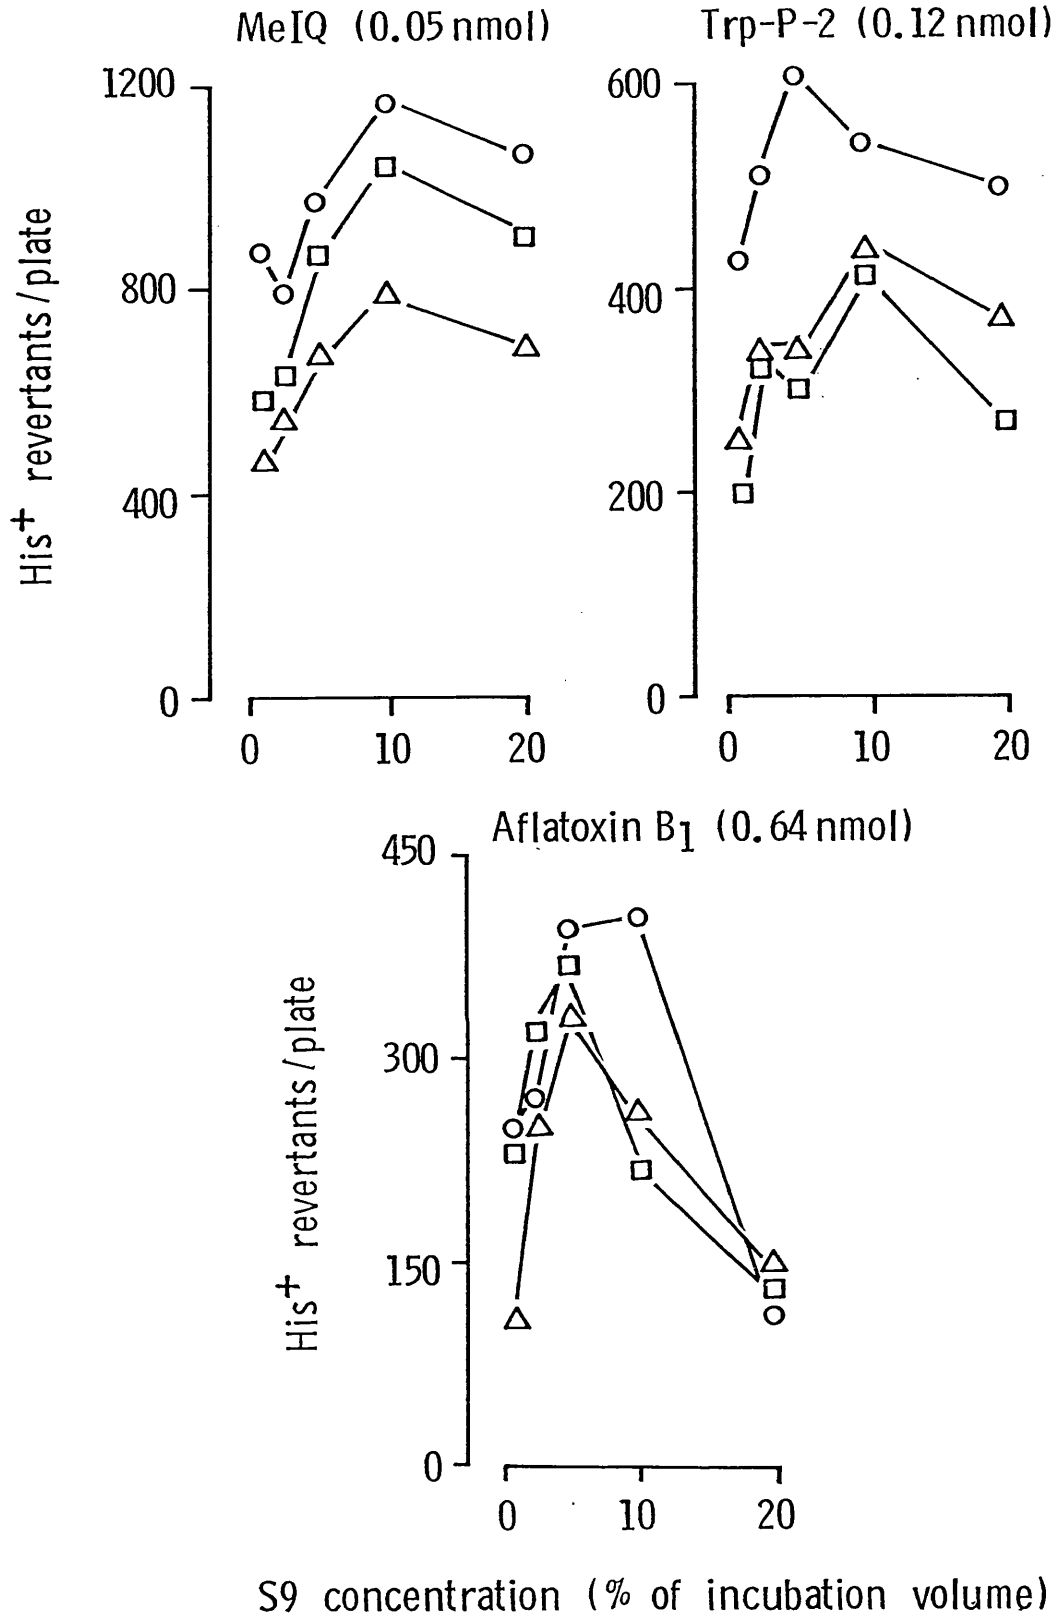 MeIQ (0.05 nmol)
1200
800
400
0
0 10 20
His+ revertants/plate
Trp-P-2 (0.12 nmol)
600
400
200
0
0 10 20
Aflatoxin B1 (0.64 nmol)
450
300
150
0
0 10 20
His+ revertants/plate
S9 concentration (% of incubation volume)